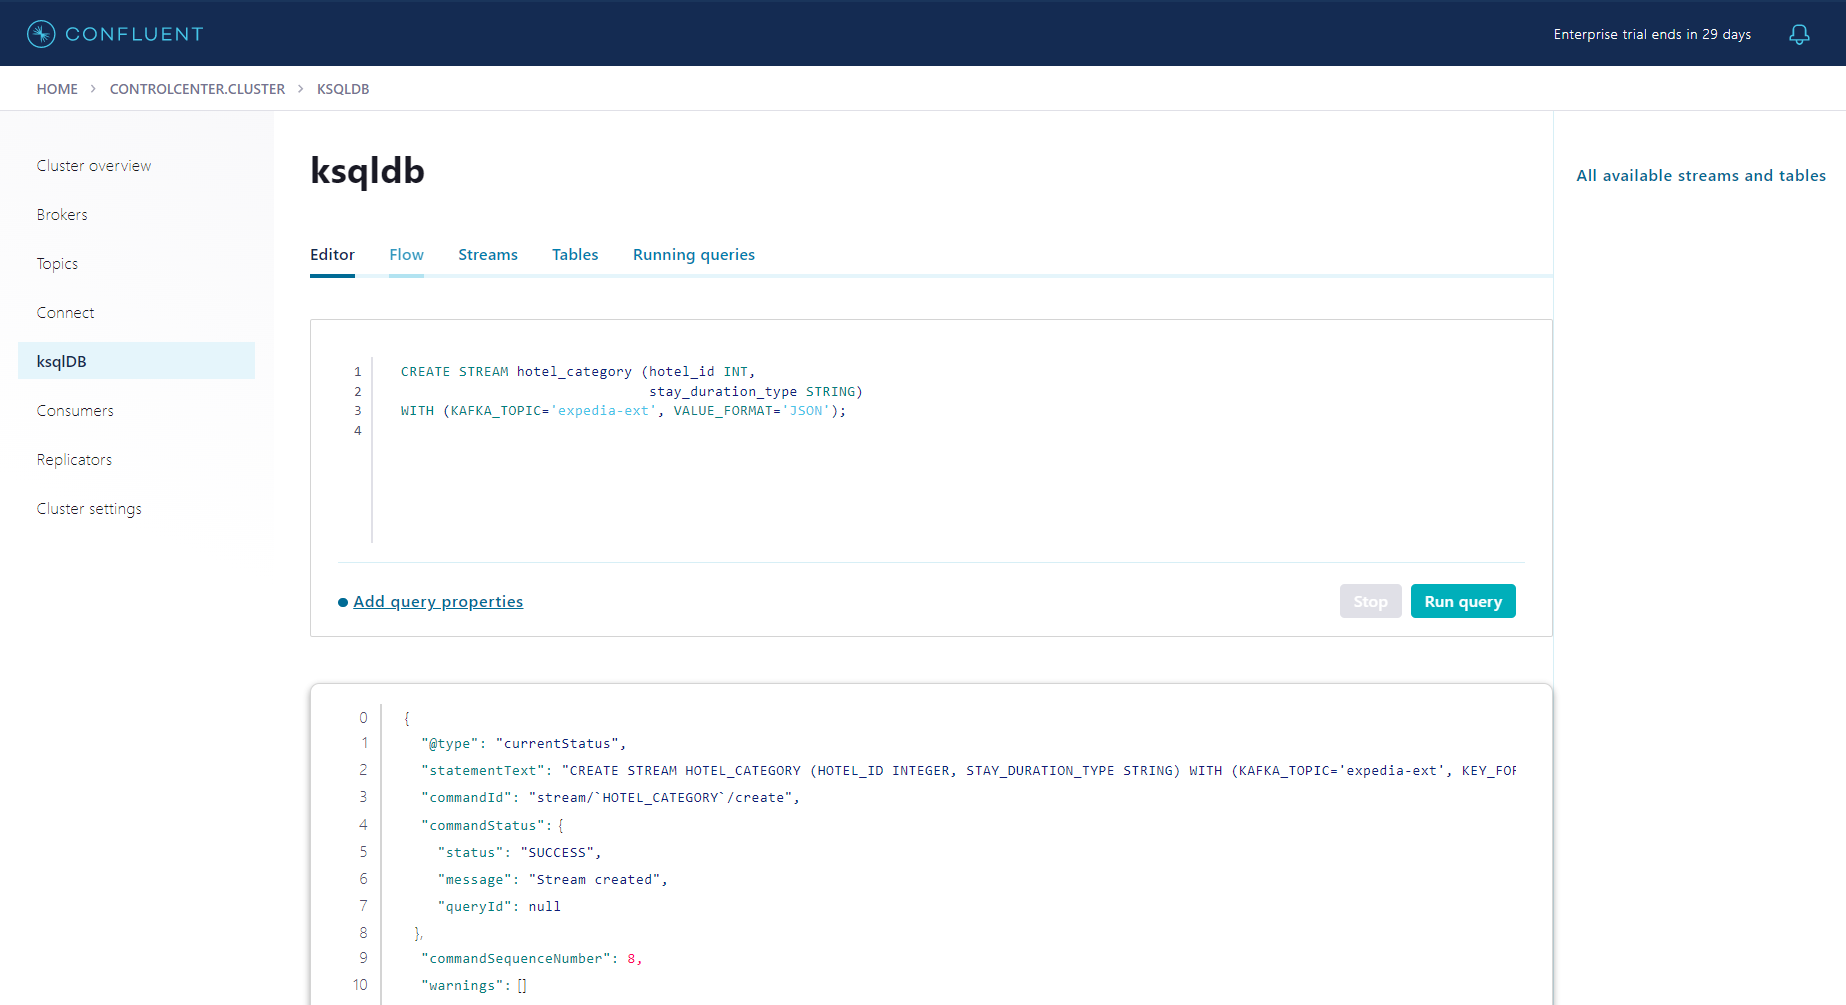 CONFLUENT
Enterprise trial ends in 29 days
HOME > CONTROLCENTER.CLUSTER > KSQLDB
Cluster overview
Brokers
Topics
Connect
ksqlDB
Consumers
Replicators
Cluster settings
ksqldb
All available streams and tables
Editor Flow Streams Tables Running queries
1 CREATE STREAM hotel_category (hotel_id INT,
2 stay_duration_type STRING)
3 WITH (KAFKA_TOPIC='expedia-ext', VALUE_FORMAT='JSON');
4
Add query properties
Stop Run query
0 {
1 "@type": "currentStatus",
2 "statementText": "CREATE STREAM HOTEL_CATEGORY (HOTEL_ID INTEGER, STAY_DURATION_TYPE STRING) WITH (KAFKA_TOPIC='expedia-ext', KEY_FOR
3 "commandId": "stream/`HOTEL_CATEGORY`/create",
4 "commandStatus": {
5 "status": "SUCCESS",
6 "message": "Stream created",
7 "queryId": null
8 },
9 "commandSequenceNumber": 8,
10 "warnings": []